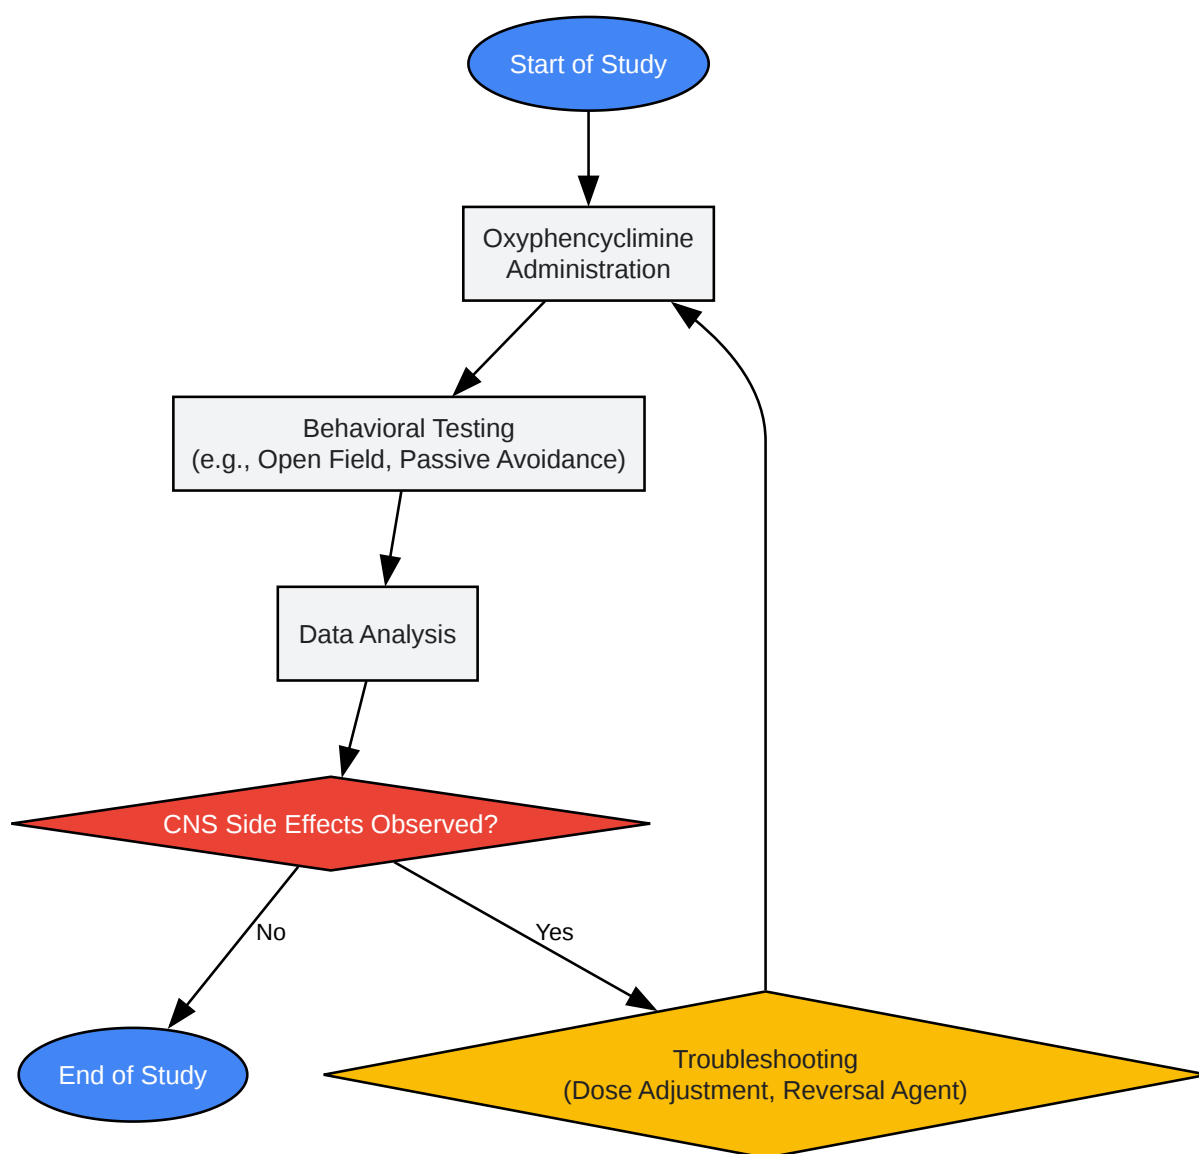 Start of Study
Oxyphencyclimine
Administration
Behavioral Testing
(e.g., Open Field, Passive Avoidance)
Data Analysis
CNS Side Effects Observed?
No
Yes
End of Study
Troubleshooting
(Dose Adjustment, Reversal Agent)